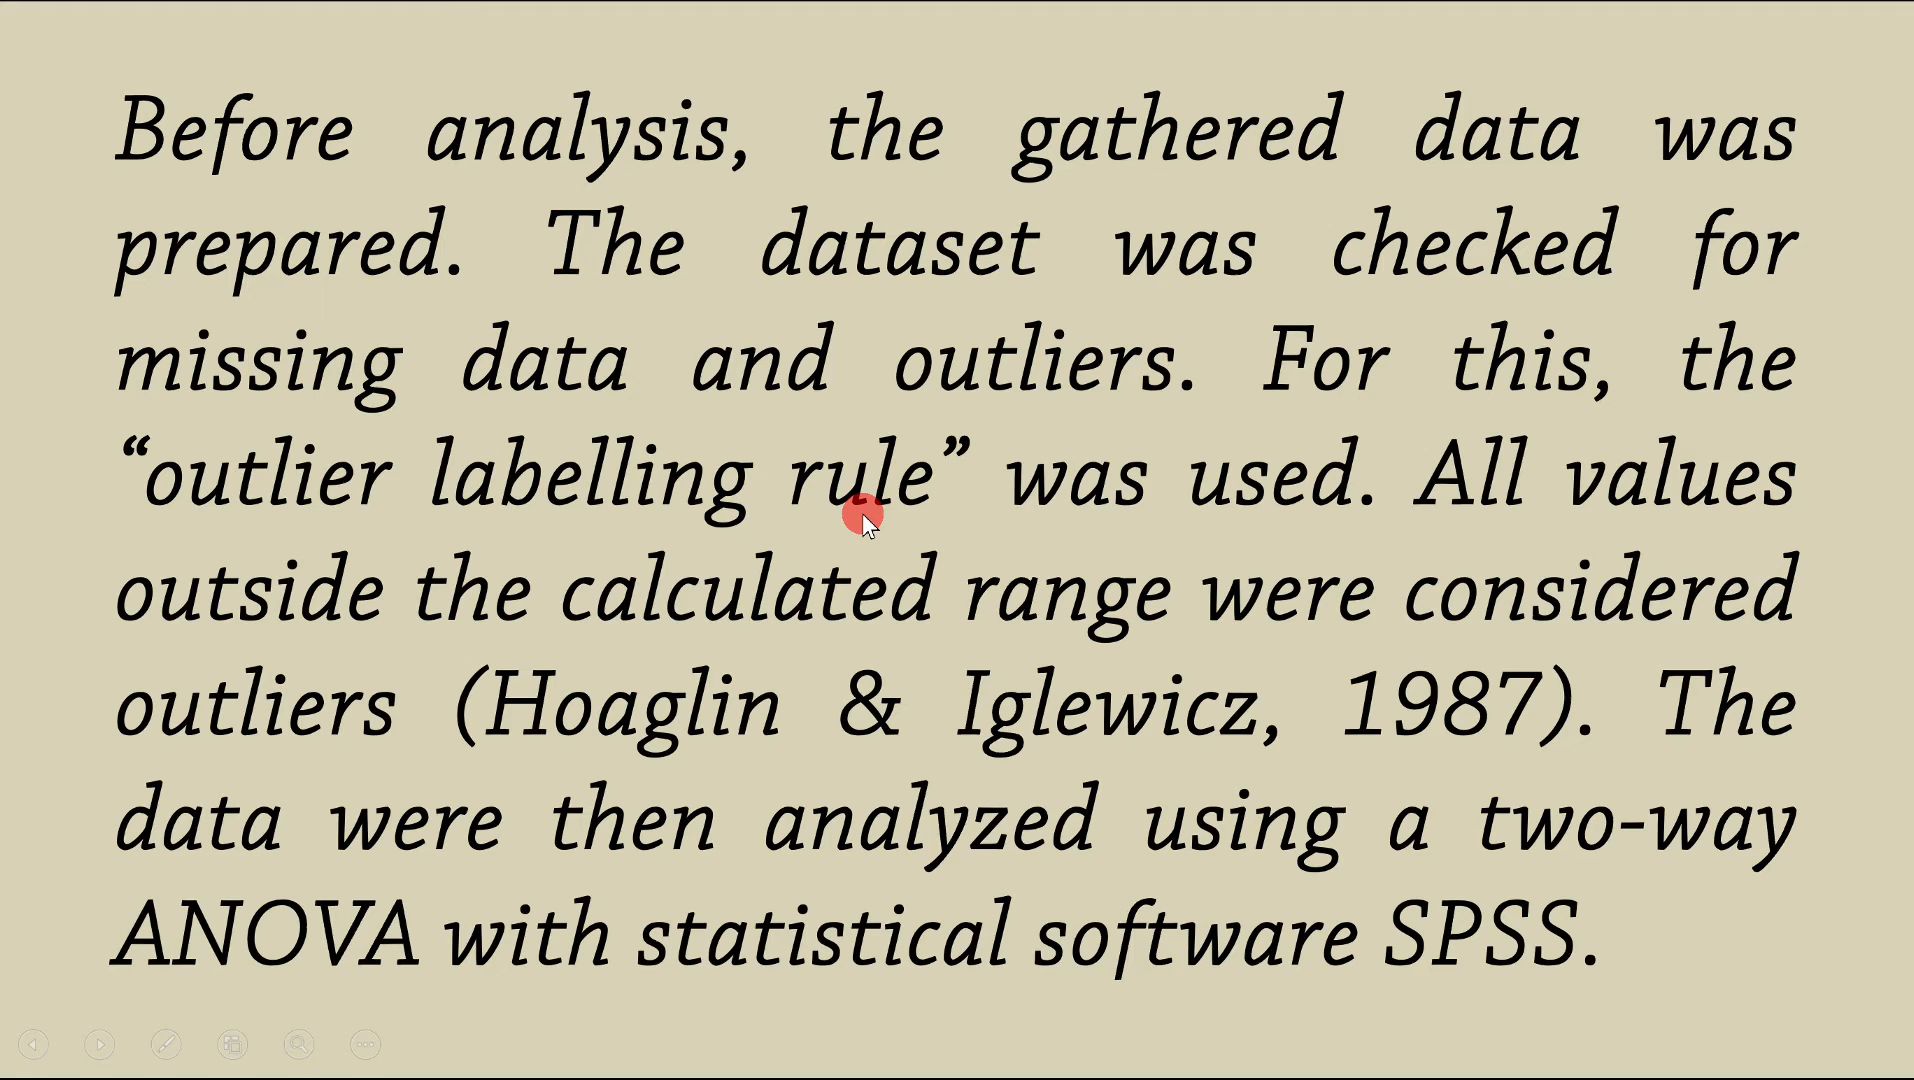 Before analysis, the gathered data was
prepared. The dataset was checked for
missing data and outliers. For this, the
“outlier labelling rule” was used. All values
outside the calculated range were considered
outliers (Hoaglin & Iglewicz, 1987). The
data were then analyzed using a two-way
ANOVA with statistical software SPSS.